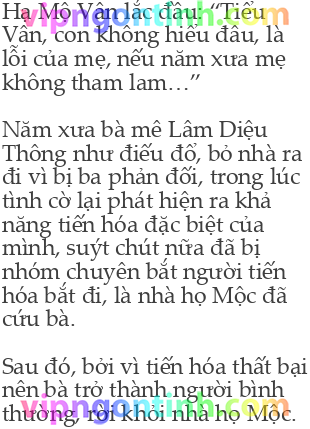 Hạ Mộ Vân lắc đầu: “Tiểu
vipngontinh.com
Vân, con không hiểu đâu, là
lỗi của mẹ, nếu năm xưa mẹ
không tham lam…”
Năm xưa bà mê Lâm Diệu
Thông như điếu đổ, bỏ nhà ra
đi vì bị ba phản đối, trong lúc
tình cờ lại phát hiện ra khả
năng tiến hóa đặc biệt của
mình, suýt chút nữa đã bị
nhóm chuyên bắt người tiến
hóa bắt đi, là nhà họ Mộc đã
cứu bà.
Sau đó, bởi vì tiến hóa thất bại
nên bà trở thành người bình
vipngontinh.com
thường, rời khỏi nhà họ Mộc.